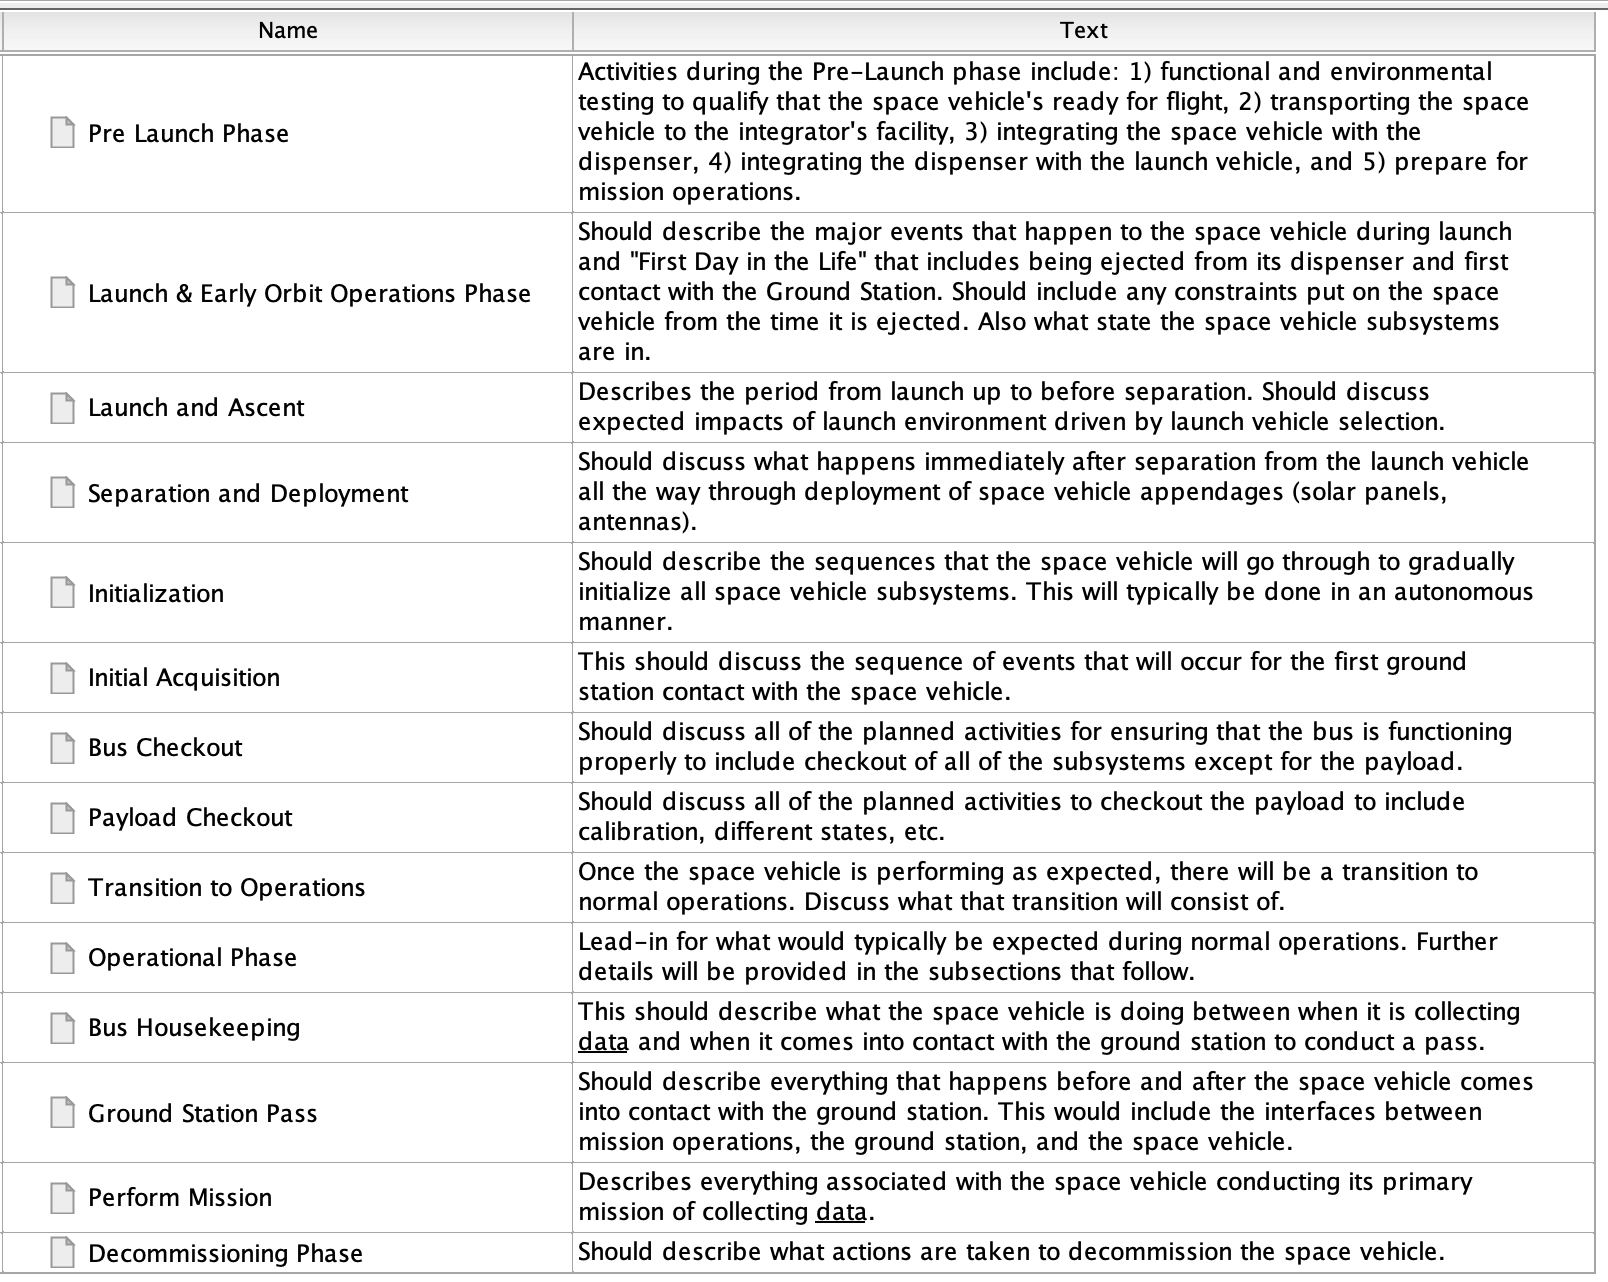 Name
Text
Pre Launch Phase
Activities during the Pre-Launch phase include: 1) functional and environmental
testing to qualify that the space vehicle's ready for flight, 2) transporting the space
vehicle to the integrator's facility, 3) integrating the space vehicle with the
dispenser, 4) integrating the dispenser with the launch vehicle, and 5) prepare for
mission operations.
Launch & Early Orbit Operations Phase
Should describe the major events that happen to the space vehicle during launch
and "First Day in the Life" that includes being ejected from its dispenser and first
contact with the Ground Station. Should include any constraints put on the space
vehicle from the time it is ejected. Also what state the space vehicle subsystems
are in.
Launch and Ascent
Describes the period from launch up to before separation. Should discuss
expected impacts of launch environment driven by launch vehicle selection.
Separation and Deployment
Should discuss what happens immediately after separation from the launch vehicle
all the way through deployment of space vehicle appendages (solar panels,
antennas).
Initialization
Should describe the sequences that the space vehicle will go through to gradually
initialize all space vehicle subsystems. This will typically be done in an autonomous
manner.
Initial Acquisition
This should discuss the sequence of events that will occur for the first ground
station contact with the space vehicle.
Bus Checkout
Should discuss all of the planned activities for ensuring that the bus is functioning
properly to include checkout of all of the subsystems except for the payload.
Payload Checkout
Should discuss all of the planned activities to checkout the payload to include
calibration, different states, etc.
Transition to Operations
Once the space vehicle is performing as expected, there will be a transition to
normal operations. Discuss what that transition will consist of.
Operational Phase
Lead-in for what would typically be expected during normal operations. Further
details will be provided in the subsections that follow.
Bus Housekeeping
This should describe what the space vehicle is doing between when it is collecting
data and when it comes into contact with the ground station to conduct a pass.
Ground Station Pass
Should describe everything that happens before and after the space vehicle comes
into contact with the ground station. This would include the interfaces between
mission operations, the ground station, and the space vehicle.
Perform Mission
Describes everything associated with the space vehicle conducting its primary
mission of collecting data.
Decommissioning Phase
Should describe what actions are taken to decommission the space vehicle.